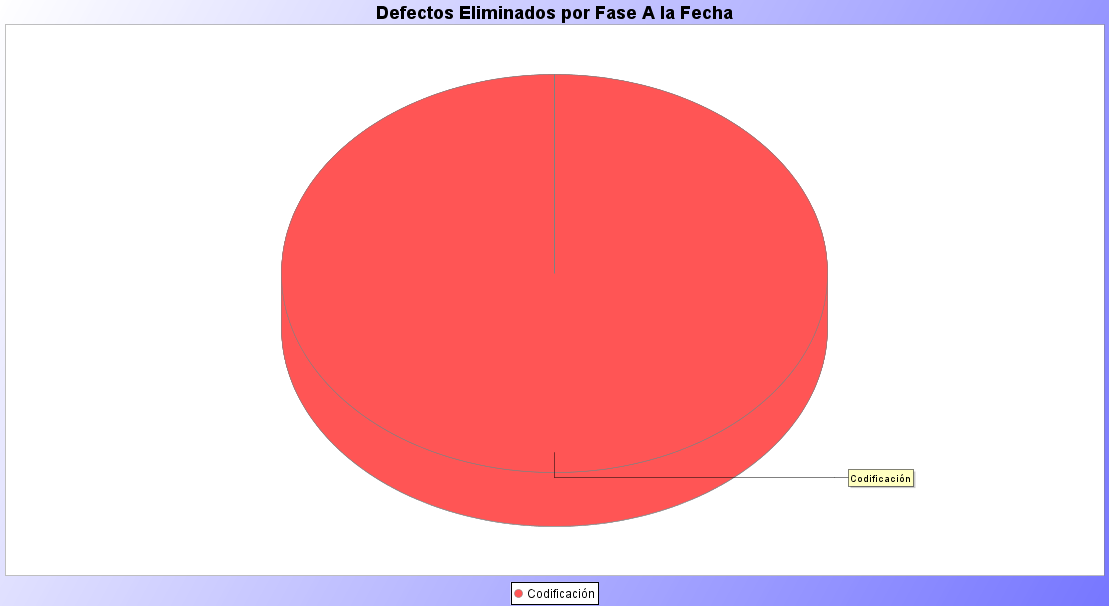 Defectos Eliminados por Fase A la Fecha
Codificación
Codificación